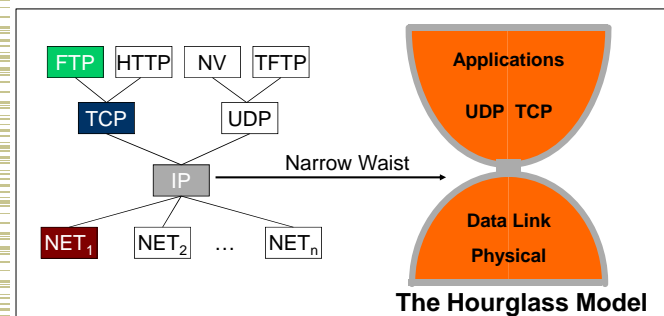 FTP HTTP NV TFTP
TCP UDP
IP
NET1 NET2 … NETn
Narrow Waist
Applications
UDP TCP
Data Link
Physical
The Hourglass Model